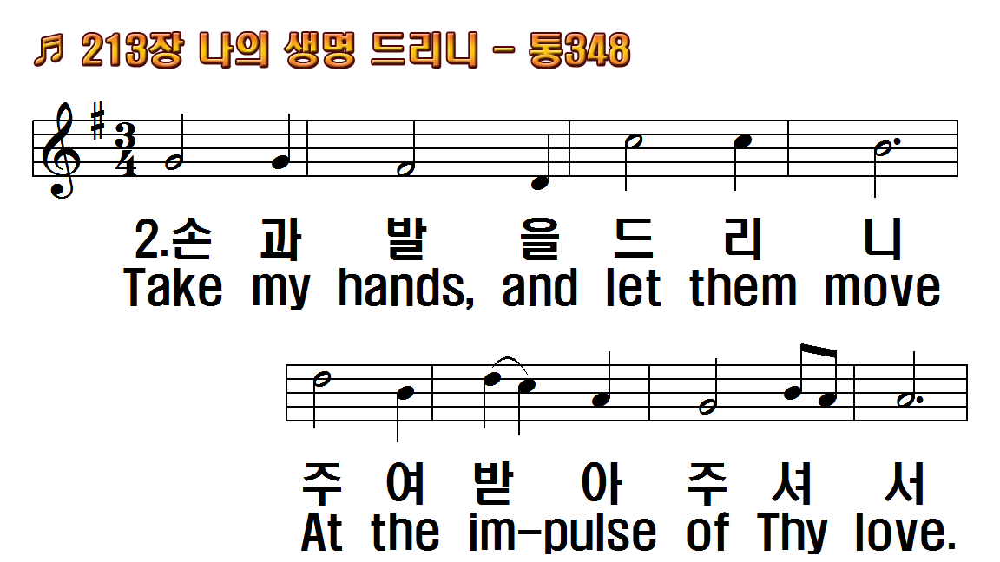 ♬ 213장 나의 생명 드리니 - 통348
2.손 과 발 을 드 리 니
Take my hands, and let them move
주 여 받 아 주 셔 서
At the im-pulse of Thy love.